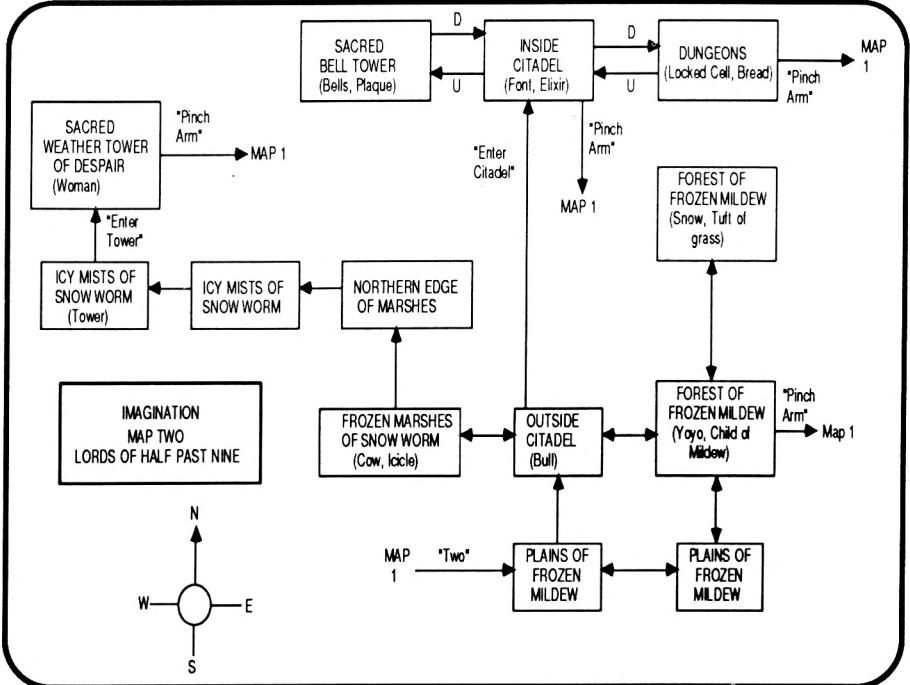 SACRED
BELL TOWER
(Bells, Plaque)
D
U
INSIDE
CITADEL
(Font, Elixir)
D
U
DUNGEONS
(Locked Cell, Bread)
"Pinch
Arm"
MAP
1
SACRED
WEATHER TOWER
OF DESPAIR
(Woman)
"Pinch
Arm"
MAP 1
"Enter
Citadel"
"Pinch
Arm"
MAP 1
FOREST OF
FROZEN MILDEW
(Snow, Tuft of
grass)
"Enter
Tower"
ICY MISTS OF
SNOW WORM
(Tower)
ICY MISTS OF
SNOW WORM
NORTHERN EDGE
OF MARSHES
IMAGINATION
MAP TWO
LORDS OF HALF PAST NINE
FROZEN MARSHES
OF SNOW WORM
(Cow, Icicle)
OUTSIDE
CITADEL
(Bull)
FOREST OF
FROZEN MILDEW
(Yoyo, Child of
Mildew)
"Pinch
Arm"
Map 1
MAP
1
"Two"
PLAINS OF
FROZEN
MILDEW
PLAINS OF
FROZEN
MILDEW
N
W
E
S